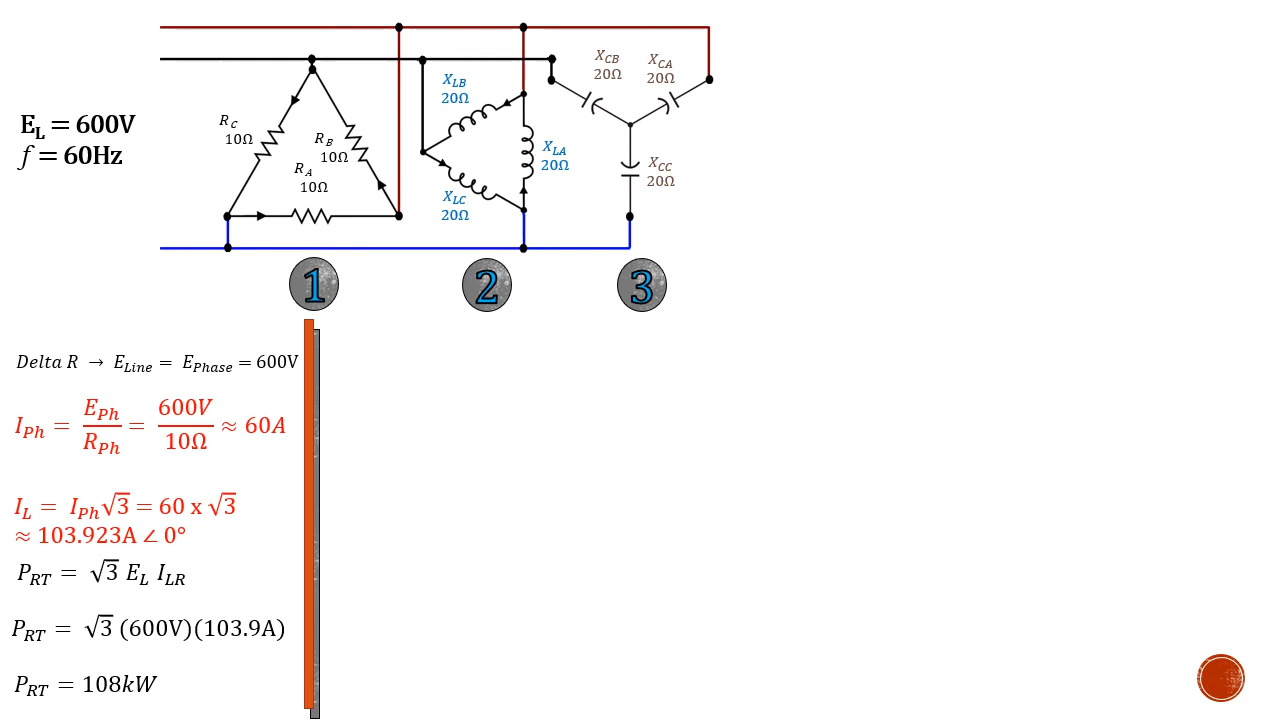 E_L = 600V
f = 60Hz
R_C
10Ω
R_B
10Ω
R_A
10Ω
X_LB
20Ω
X_LA
20Ω
X_LC
20Ω
X_CB
20Ω
X_CA
20Ω
X_CC
20Ω
1
2
3
Delta R → E_Line = E_Phase = 600V
I_Ph = E_Ph / R_Ph = 600V / 10Ω ≈ 60A
I_L = I_Ph√3 = 60 x √3
≈ 103.923A ∠ 0°
P_RT = √3 E_L I_LR
P_RT = √3 (600V)(103.9A)
P_RT = 108kW